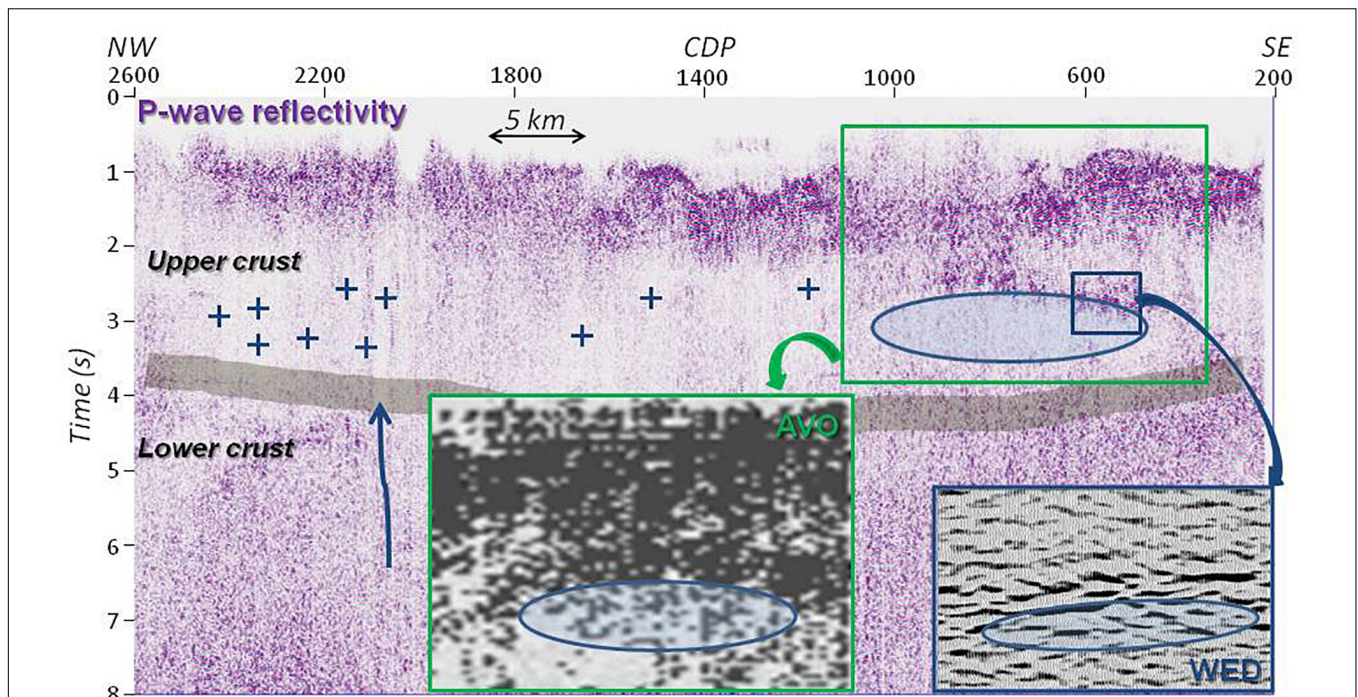 NW CDP SE
2600 2200 1800 1400 1000 600 200
0
P-wave reflectivity
5 km
1
2
Upper crust
3
Time (s)
4
AVO
Lower crust
5
6
7
WED
8